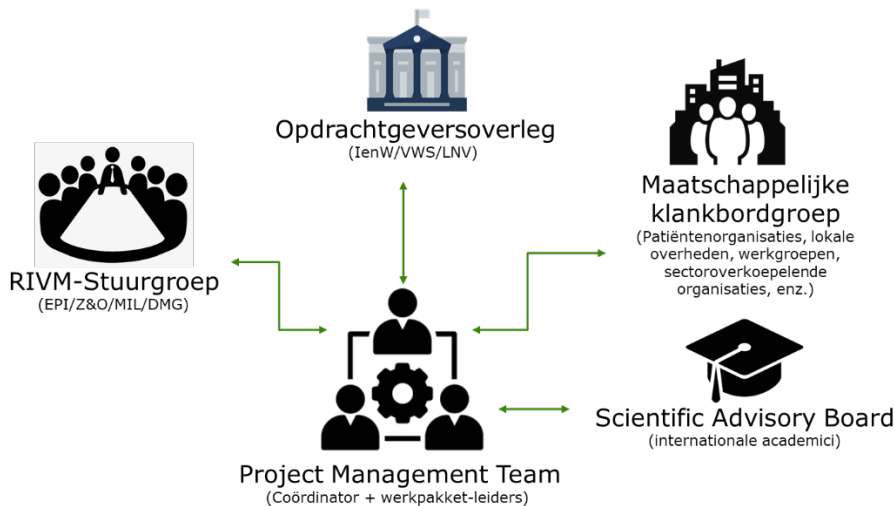 Opdrachtgeversoverleg
(IenW/VWS/LNV)
Maatschappelijke
klankbordgroep
(Patiëntenorganisaties, lokale
overheden, werkgroepen,
sectoroverkoepelende
organisaties, enz.)
RIVM-Stuurgroep
(EPI/Z&O/MIL/DMG)
Scientific Advisory Board
(internationale academici)
Project Management Team
(Coördinator + werkpakket-leiders)